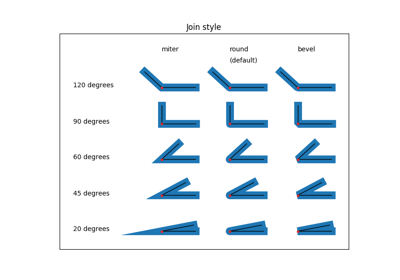 Join style
miter
round
(default)
bevel
120 degrees
90 degrees
60 degrees
45 degrees
20 degrees